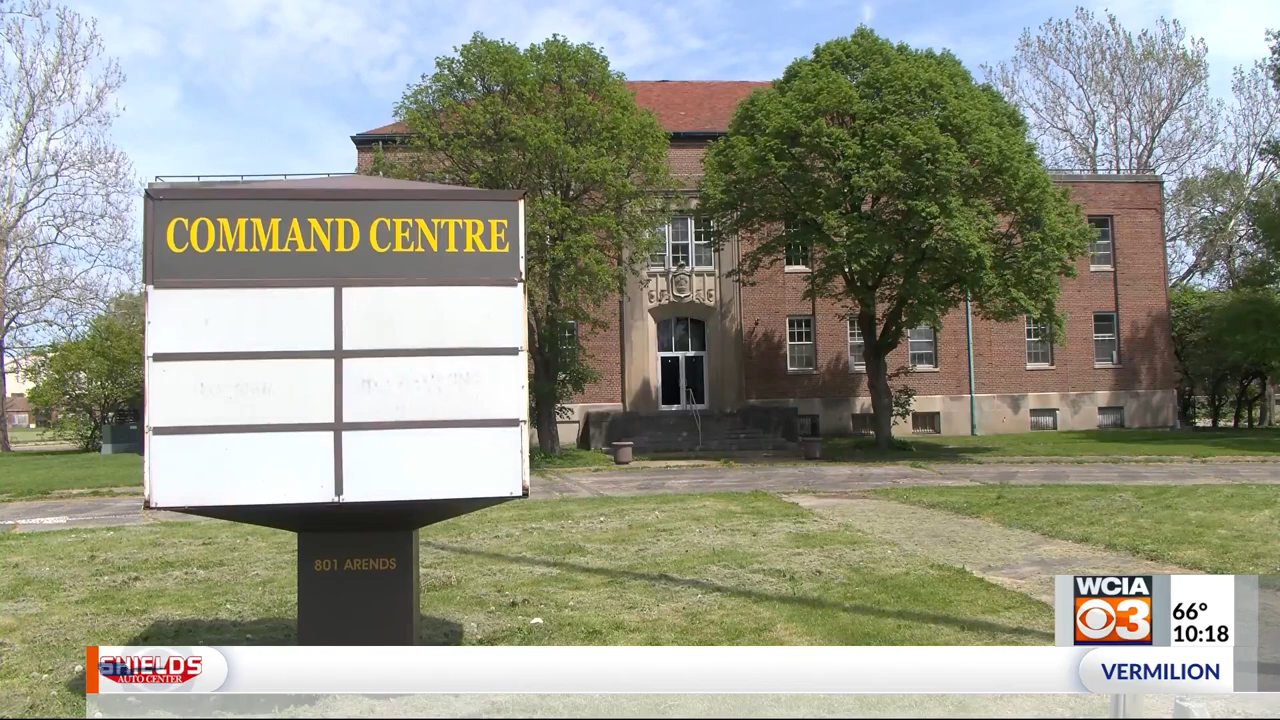 COMMAND CENTRE
801 ARENDS
WCIA
3
66°
10:18
SHIELDS
AUTO CENTER
VERMILION